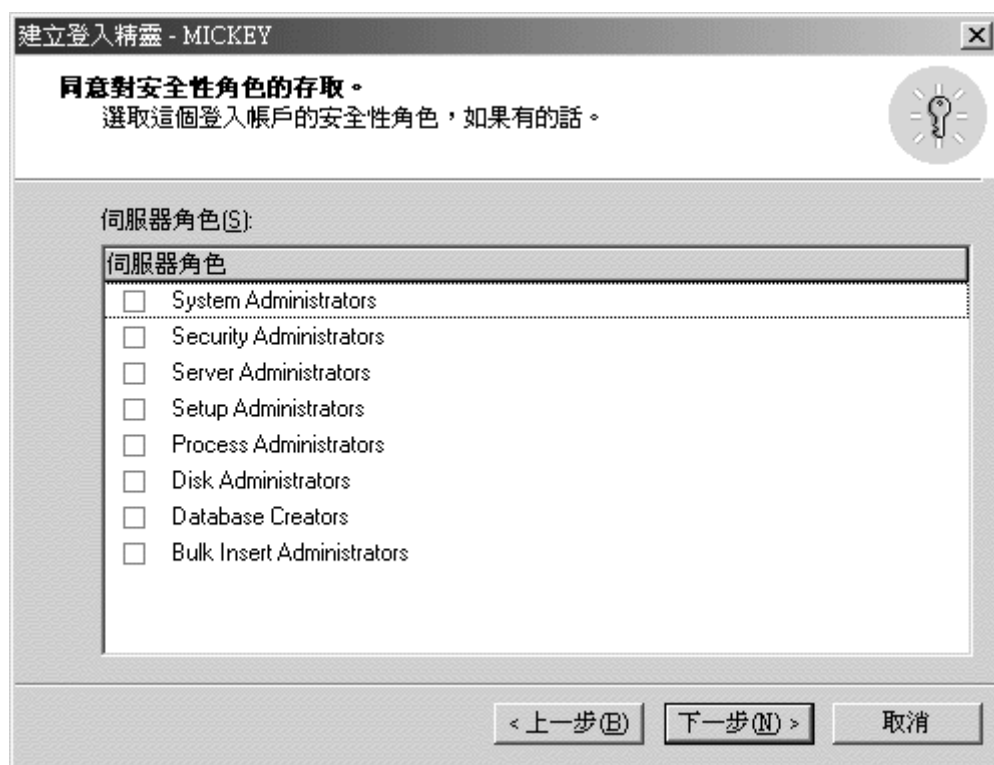 建立登入精靈 - MICKEY
同意對安全性角色的存取。
選取這個登入帳戶的安全性角色，如果有的話。
伺服器角色(S):
伺服器角色
System Administrators
Security Administrators
Server Administrators
Setup Administrators
Process Administrators
Disk Administrators
Database Creators
Bulk Insert Administrators
<上一步(B) 下一步(N)> 取消